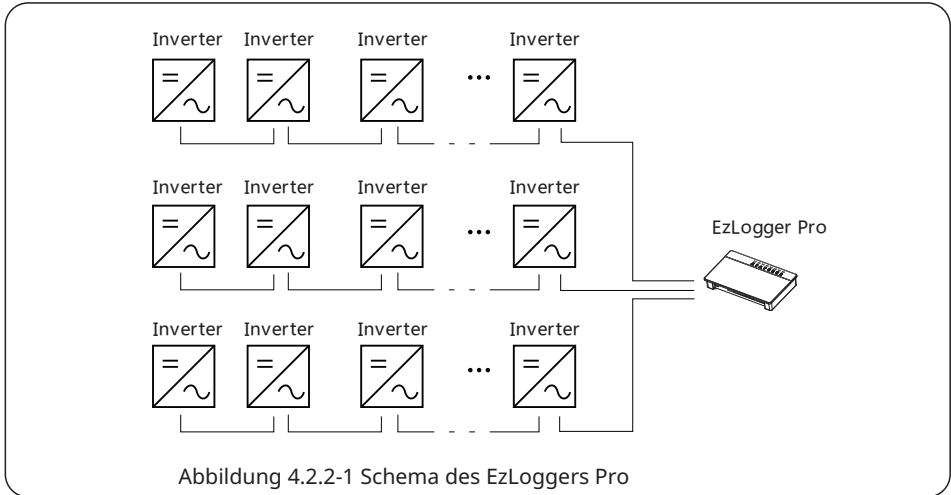 Inverter Inverter Inverter Inverter
...
Inverter Inverter Inverter Inverter
...
EzLogger Pro
Inverter Inverter Inverter Inverter
...
Abbildung 4.2.2-1 Schema des EzLoggers Pro